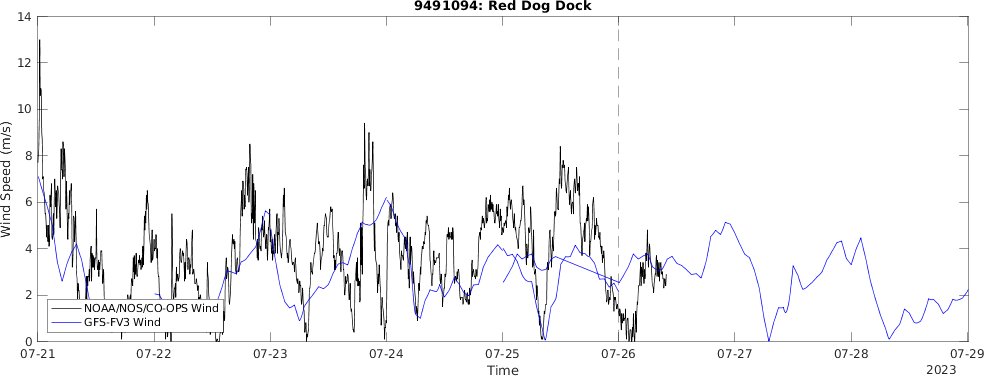 9491094: Red Dog Dock
14
12
10
8
6
4
2
0
Wind Speed (m/s)
NOAA/NOS/CO-OPS Wind
GFS-FV3 Wind
07-21 07-22 07-23 07-24 07-25 07-26 07-27 07-28 07-29
Time
2023